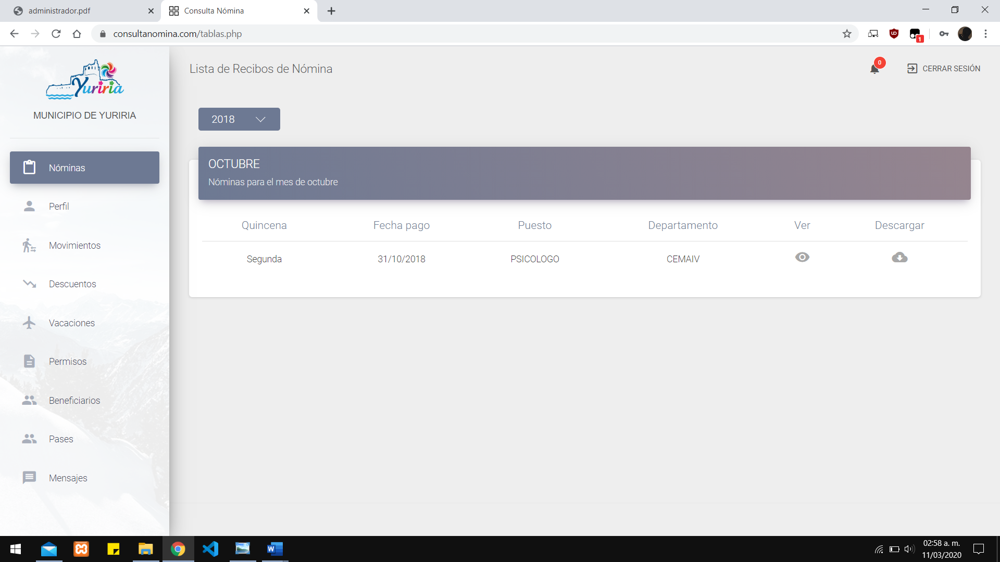 administrador.pdf
Consulta Nómina
consultanomina.com/tablas.php
1
Yuriria
MUNICIPIO DE YURIRIA
Nóminas
Perfil
Movimientos
Descuentos
Vacaciones
Permisos
Beneficiarios
Pases
Mensajes
Lista de Recibos de Nómina
0
CERRAR SESIÓN
2018
OCTUBRE
Nóminas para el mes de octubre
Quincena Fecha pago Puesto Departamento Ver Descargar
Segunda 31/10/2018 PSICOLOGO CEMAIV
02:58 a. m.
11/03/2020